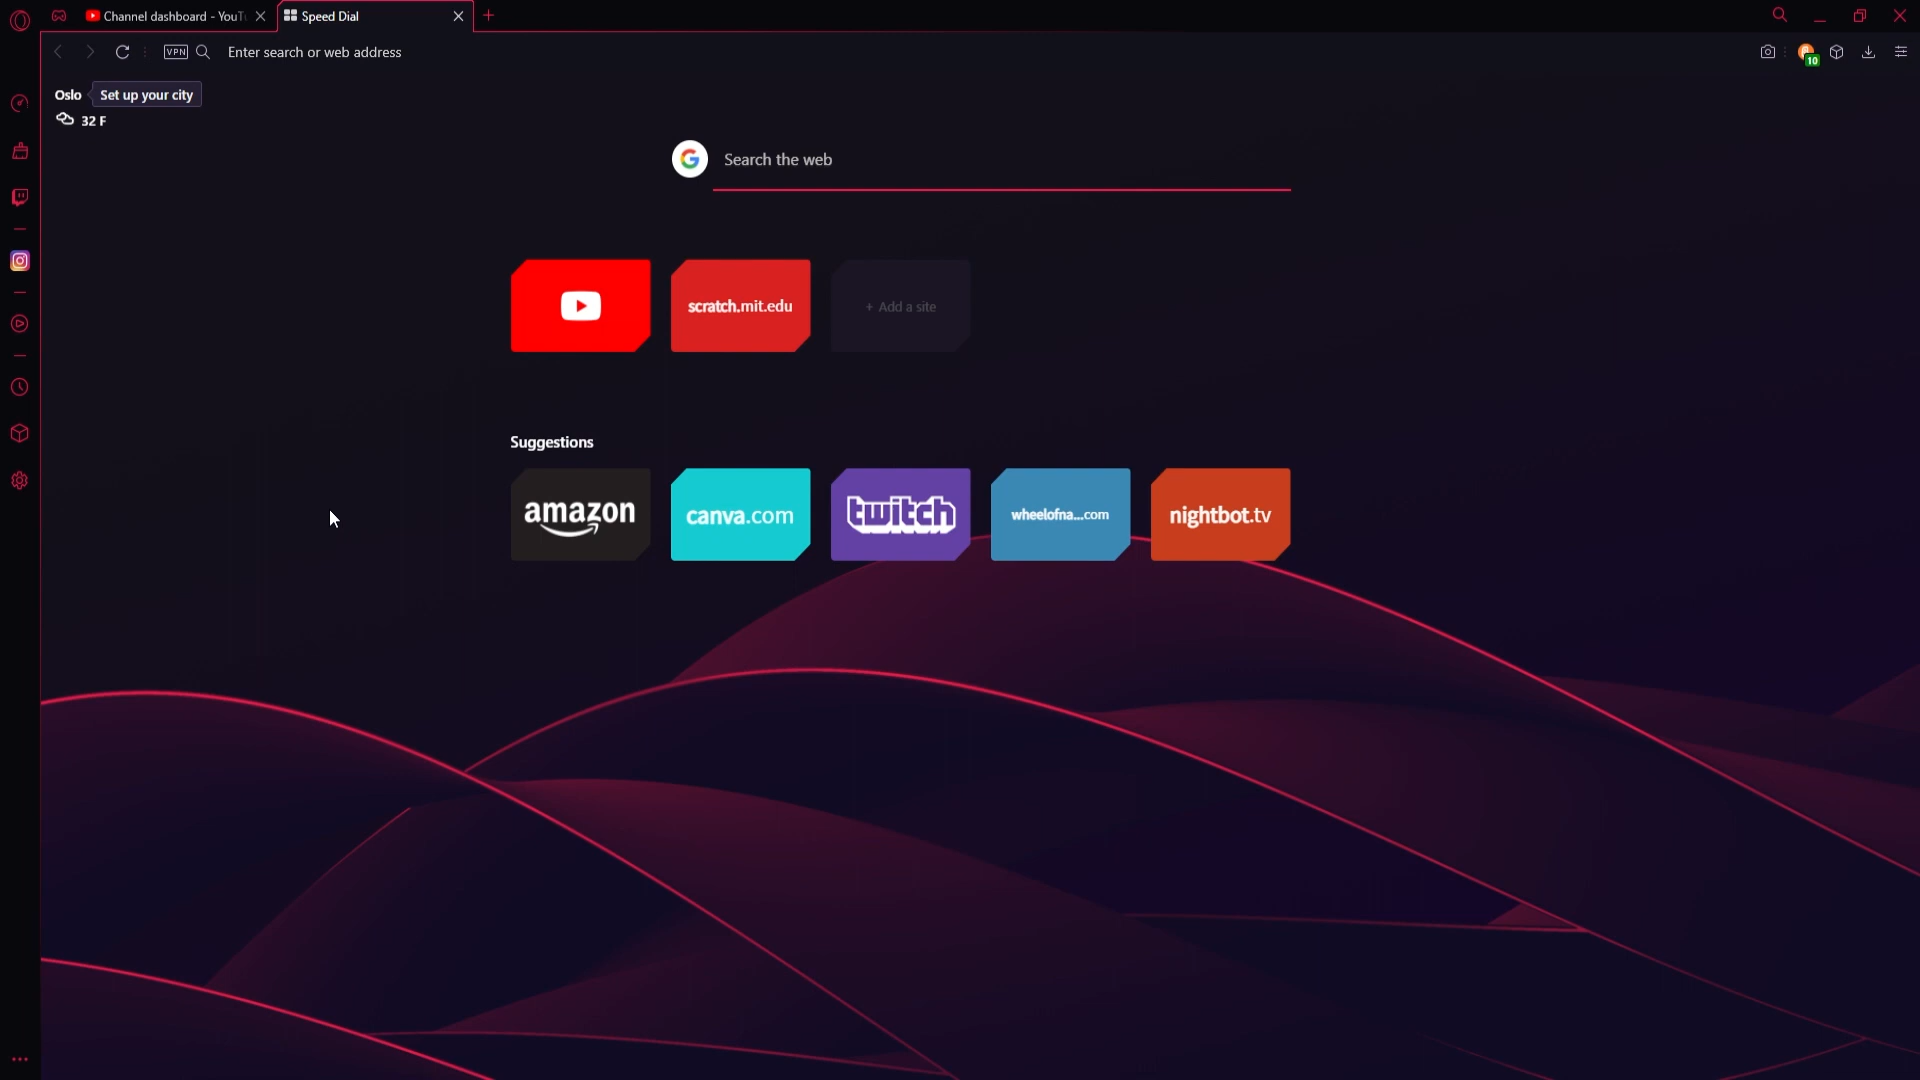 Channel dashboard - YouT
Speed Dial
VPN
Enter search or web address
10
Oslo
Set up your city
32 F
Search the web
scratch.mit.edu
+ Add a site
Suggestions
amazon
canva.com
twitch
wheelofna...com
nightbot.tv